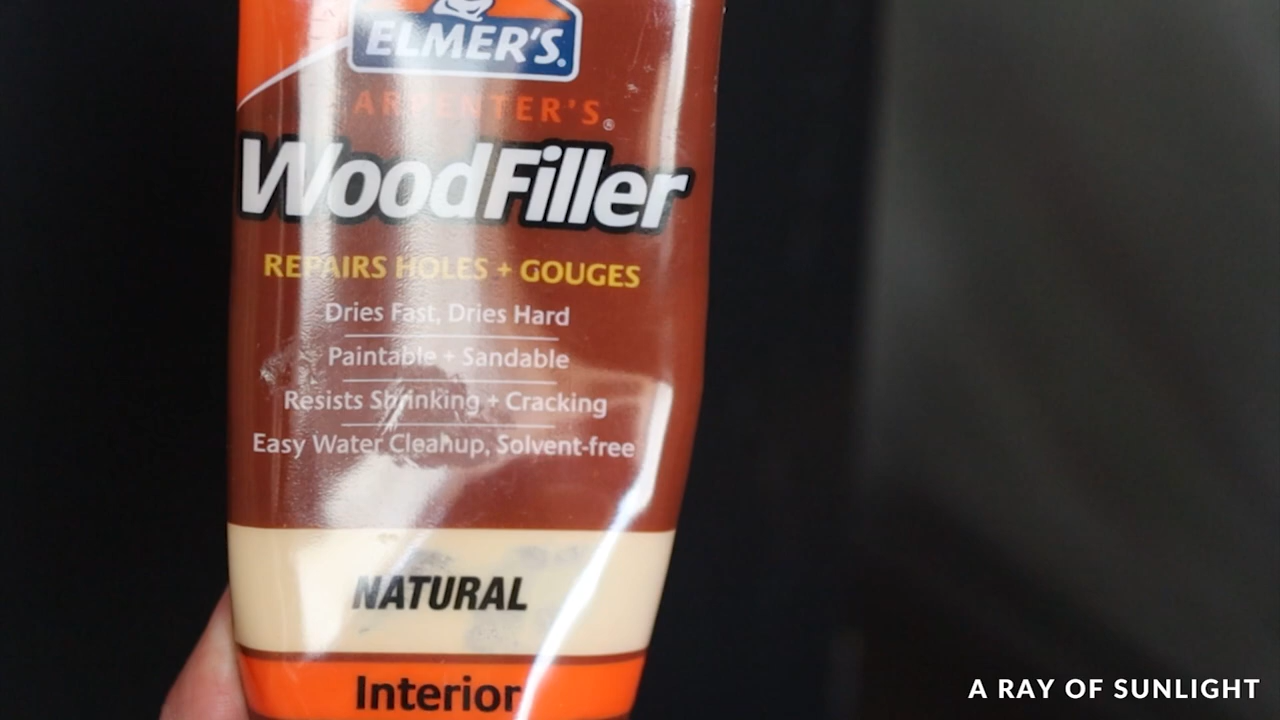 ELMER'S®
ARPENTER'S®
WoodFiller
REPAIRS HOLES + GOUGES
Dries Fast, Dries Hard
Paintable + Sandable
Resists Shrinking + Cracking
Easy Water Cleanup, Solvent-free
NATURAL
Interior
A RAY OF SUNLIGHT